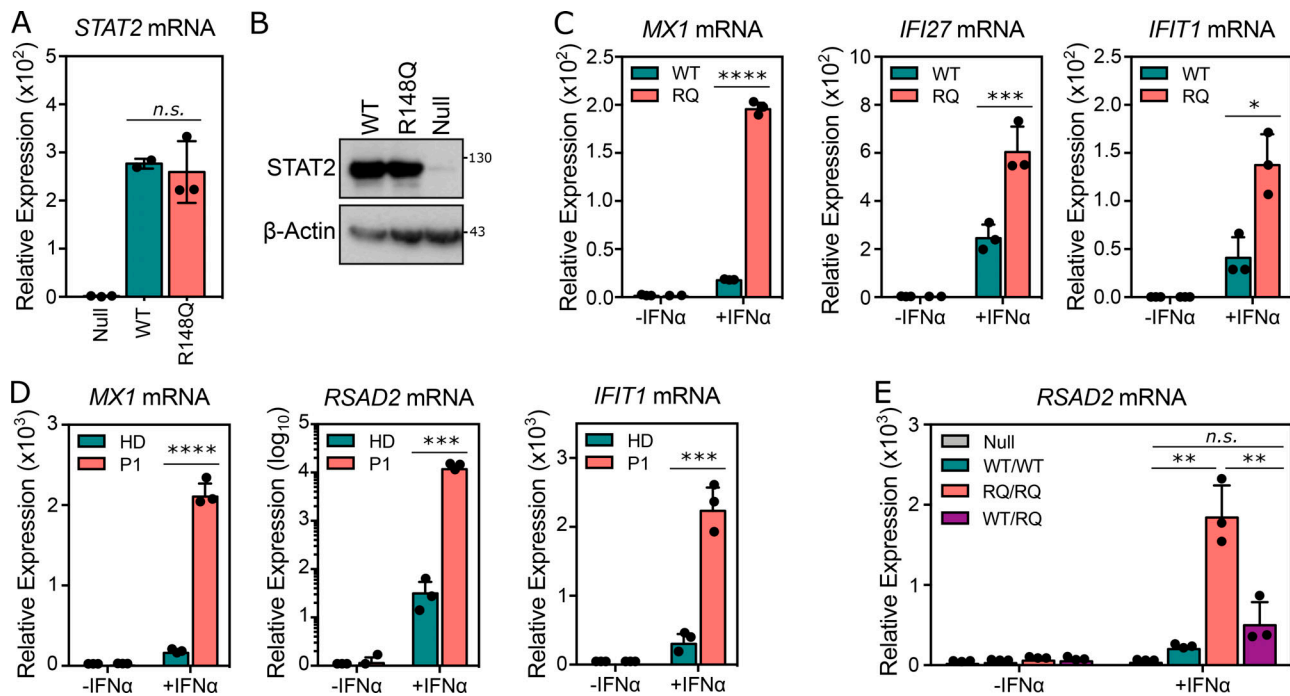 A
STAT2 mRNA
Relative Expression (x10²)
5
4
3
2
1
0
n.s.
Null
WT
R148Q
B
WT
R148Q
Null
STAT2
-130
β-Actin
-43
C
MX1 mRNA
Relative Expression (x10²)
2.5
2.0
1.5
1.0
0.5
0.0
WT
RQ
****
-IFNα
+IFNα
IFI27 mRNA
Relative Expression (x10²)
10
8
6
4
2
0
WT
RQ
***
-IFNα
+IFNα
IFIT1 mRNA
Relative Expression (x10²)
2.5
2.0
1.5
1.0
0.5
0.0
WT
RQ
*
-IFNα
+IFNα
D
MX1 mRNA
Relative Expression (x10³)
3
2
1
0
HD
P1
****
-IFNα
+IFNα
RSAD2 mRNA
Relative Expression (log₁₀)
10⁵
10⁴
10³
10²
10¹
10⁰
HD
P1
***
-IFNα
+IFNα
IFIT1 mRNA
Relative Expression (x10³)
3
2
1
0
HD
P1
***
-IFNα
+IFNα
E
RSAD2 mRNA
Relative Expression (x10³)
3
2
1
0
Null
WT/WT
RQ/RQ
WT/RQ
n.s.
** **
-IFNα
+IFNα